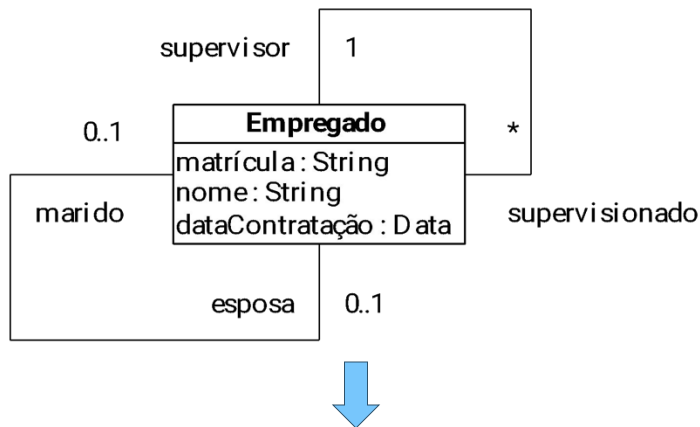 supervisor 1
0..1
Empregado
*
matrícula : String
nome : String
dataContratação : Data
marido
supervisionado
esposa 0..1